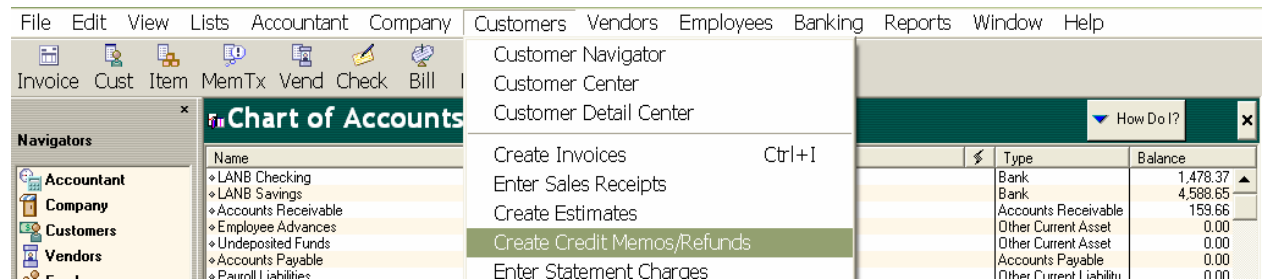 File Edit View Lists Accountant Company Customers Vendors Employees Banking Reports Window Help
Invoice Cust Item MemTx Vend Check Bill
Customer Navigator
Customer Center
Customer Detail Center
Create Invoices Ctrl+I
Enter Sales Receipts
Create Estimates
Create Credit Memos/Refunds
Enter Statement Charges
Navigators
Accountant
Company
Customers
Vendors
Chart of Accounts
How Do I?
Name Type Balance
LANB Checking Bank 1,478.37
LANB Savings Bank 4,588.65
Accounts Receivable Accounts Receivable 159.66
Employee Advances Other Current Asset 0.00
Undeposited Funds Other Current Asset 0.00
Accounts Payable Accounts Payable 0.00
Payroll Liabilities Other Current Liability 0.00